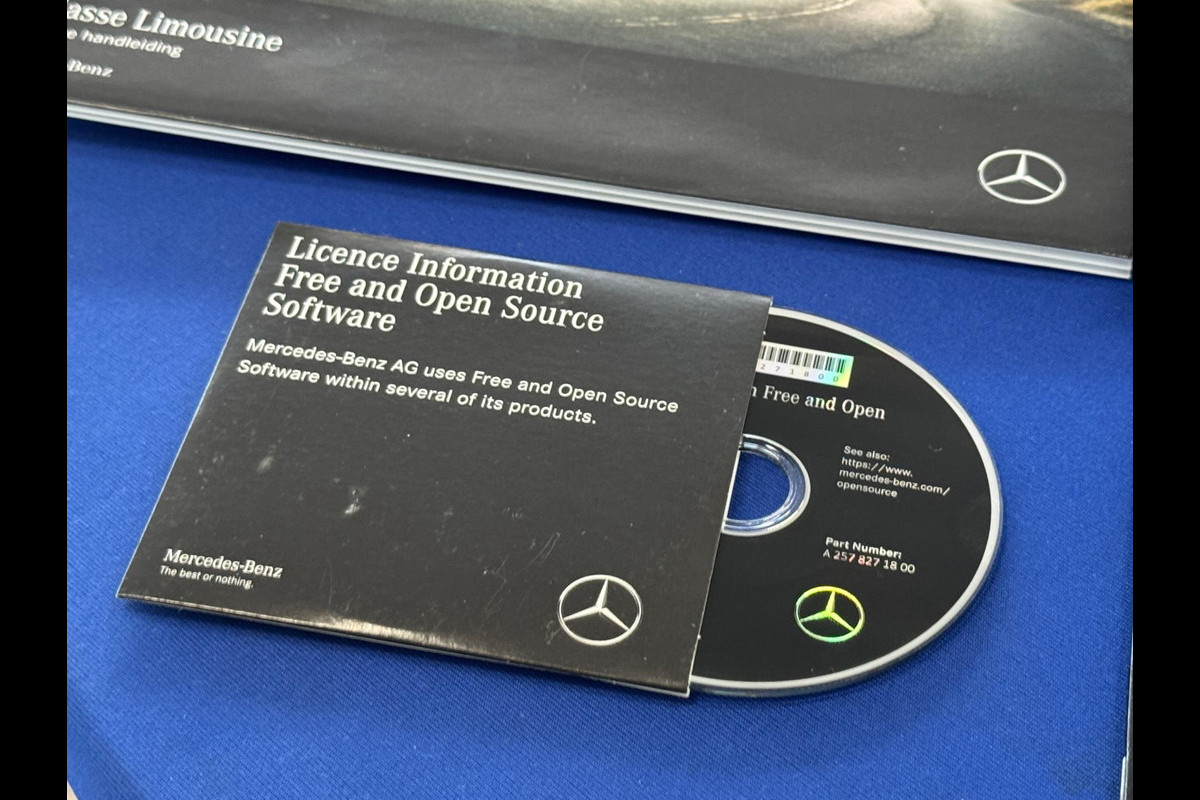 asse Limousine
e handleiding
-Benz
Licence Information
Free and Open Source
Software
Mercedes-Benz AG uses Free and Open Source
Software within several of its products.
Mercedes-Benz
The best or nothing.
271800
n Free and Open
See also:
https://www.
mercedes-benz.com/
opensource
Part Number:
A 257 827 18 00